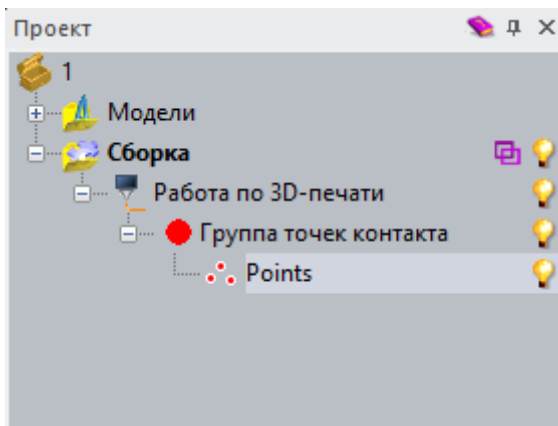 Проект
1
Модели
Сборка
Работа по 3D-печати
Группа точек контакта
Points